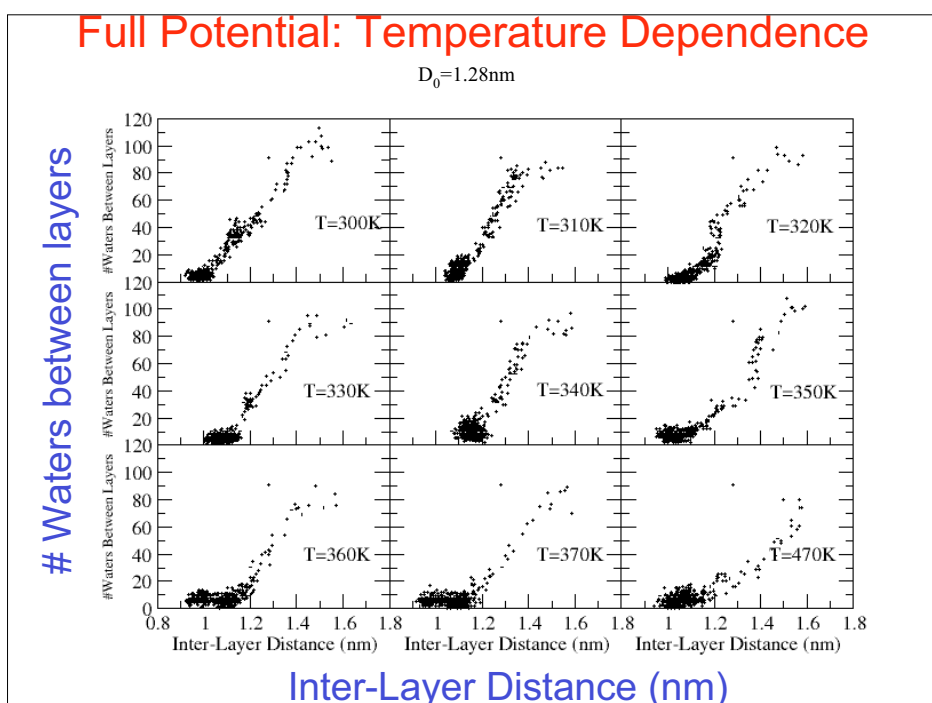 Full Potential: Temperature Dependence
D0=1.28nm
# Waters between layers
#Waters Between Layers
120
100
80
60
40
20
0
T=300K
T=310K
T=320K
#Waters Between Layers
120
100
80
60
40
20
T=330K
T=340K
T=350K
#Waters Between Layers
120
100
80
60
40
20
0
T=360K
T=370K
T=470K
0.8 1 1.2 1.4 1.6 1.8 1 1.2 1.4 1.6 1.8 1 1.2 1.4 1.6 1.8
Inter-Layer Distance (nm) Inter-Layer Distance (nm) Inter-Layer Distance (nm)
Inter-Layer Distance (nm)